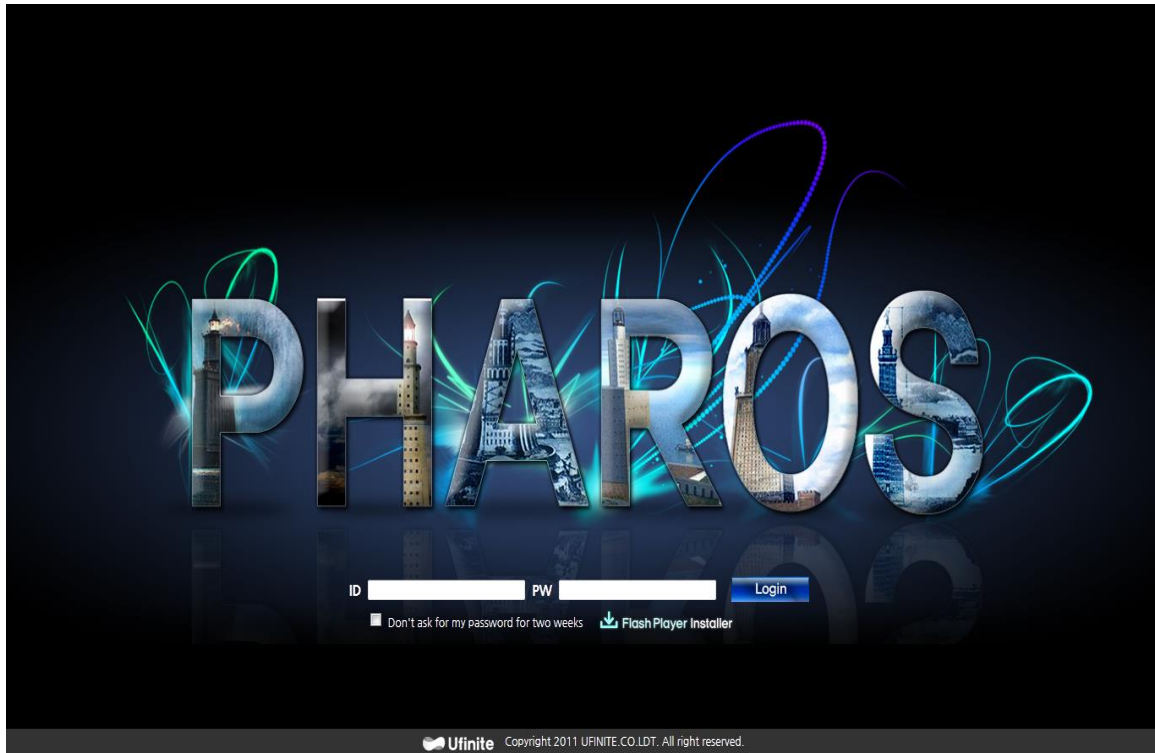 PHAROS
ID PW Login
Don't ask for my password for two weeks Flash Player Installer
Ufinite Copyright 2011 UFINITE.CO.LDT. All right reserved.